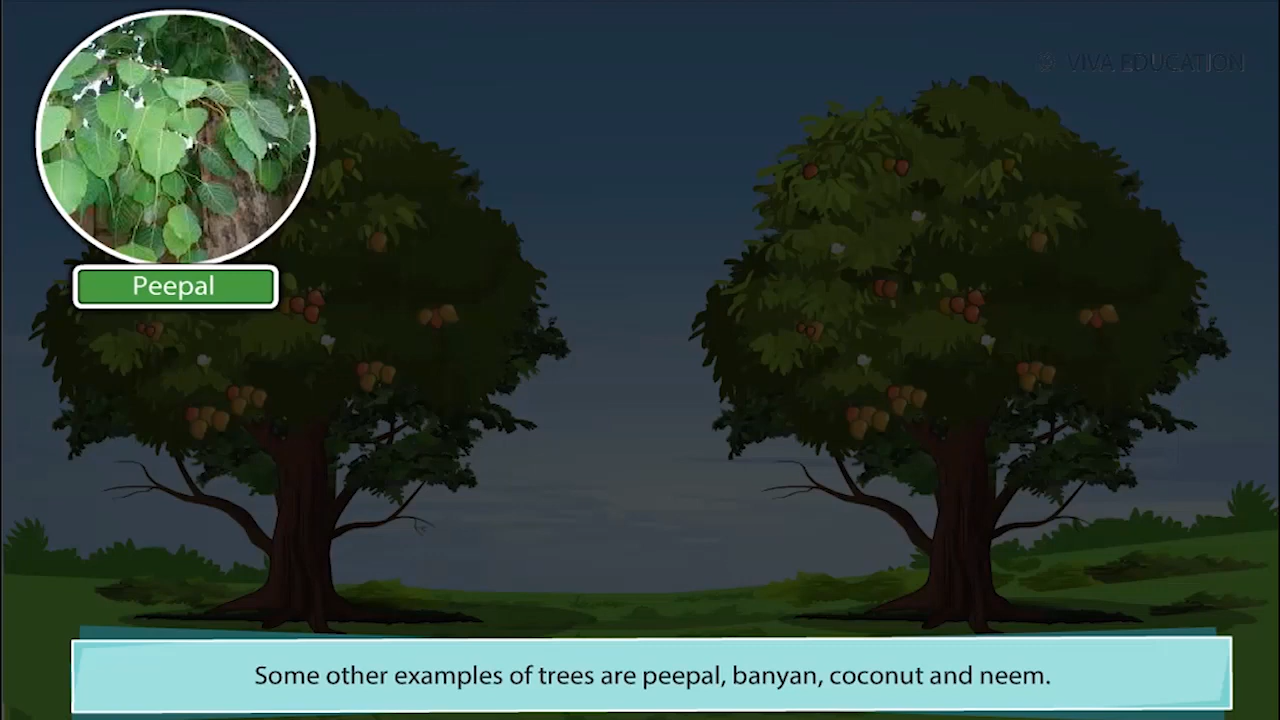 © VIVA EDUCATION
Peepal
Some other examples of trees are peepal, banyan, coconut and neem.